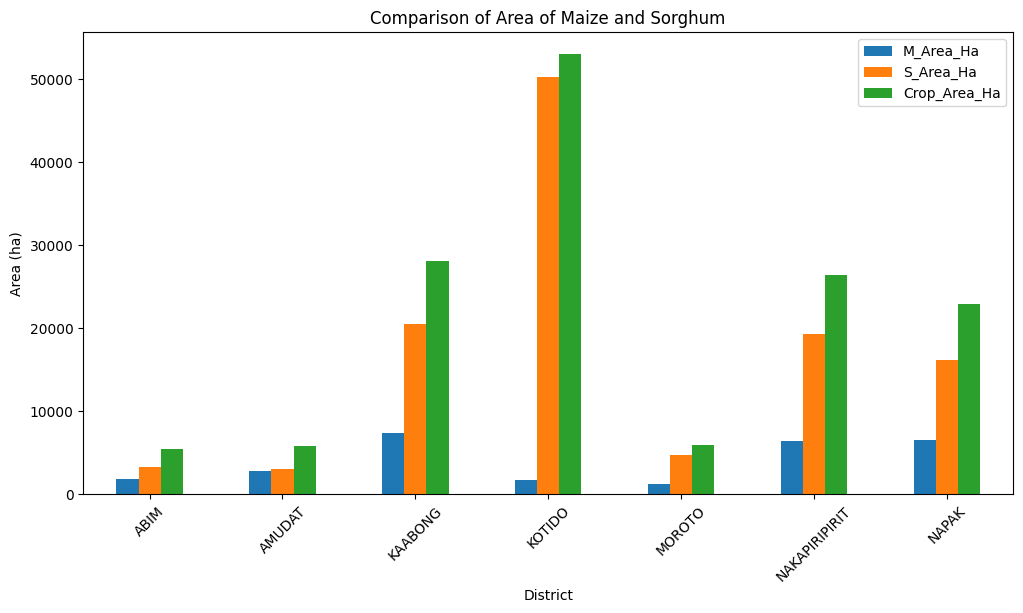 Comparison of Area of Maize and Sorghum
M_Area_Ha
S_Area_Ha
Crop_Area_Ha
Area (ha)
50000
40000
30000
20000
10000
0
ABIM
AMUDAT
KAABONG
KOTIDO
MOROTO
NAKAPIRIPIRIT
NAPAK
District